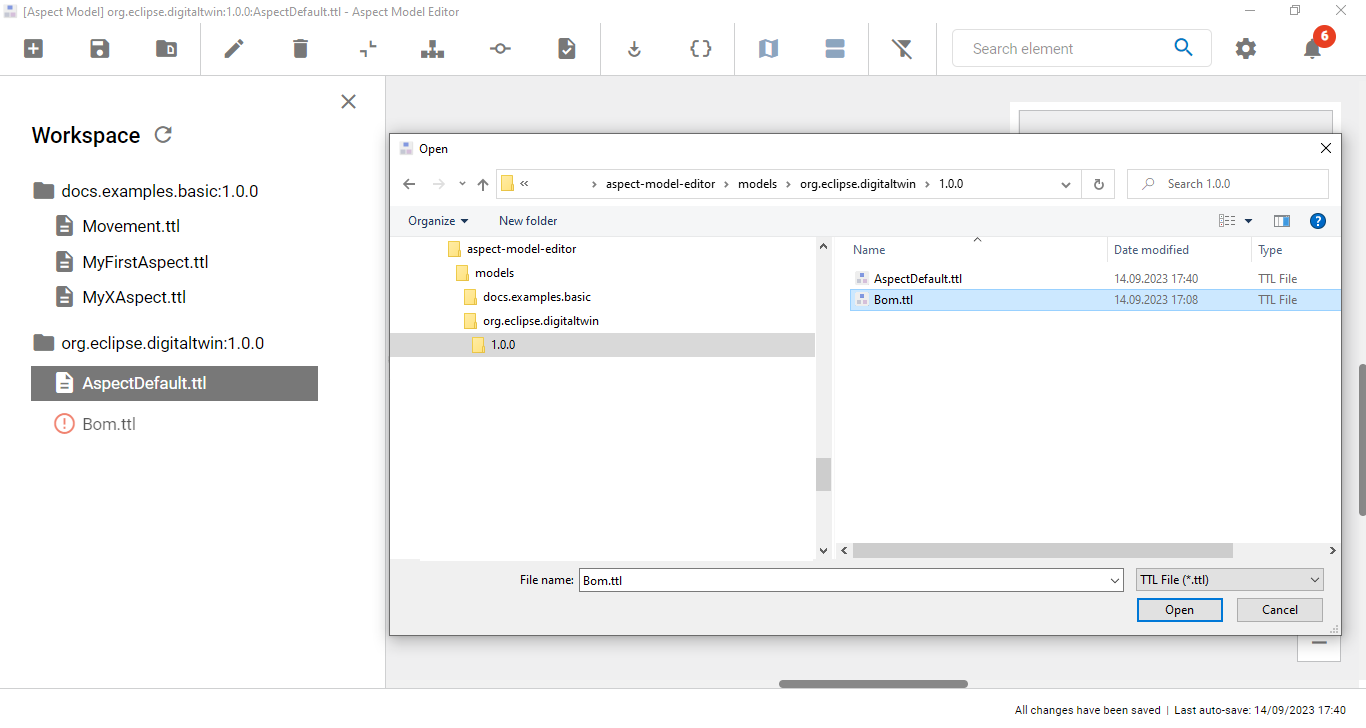 [Aspect Model] org.eclipse.digitaltwin:1.0.0:AspectDefault.ttl - Aspect Model Editor
Search element
6
Workspace
docs.examples.basic:1.0.0
Movement.ttl
MyFirstAspect.ttl
MyXAspect.ttl
org.eclipse.digitaltwin:1.0.0
AspectDefault.ttl
Bom.ttl
Open
« › aspect-model-editor › models › org.eclipse.digitaltwin › 1.0.0
Search 1.0.0
Organize
New folder
?
aspect-model-editor
models
docs.examples.basic
org.eclipse.digitaltwin
1.0.0
Name Date modified Type
AspectDefault.ttl 14.09.2023 17:40 TTL File
Bom.ttl 14.09.2023 17:08 TTL File
File name: Bom.ttl TTL File (*.ttl)
Open Cancel
All changes have been saved | Last auto-save: 14/09/2023 17:40